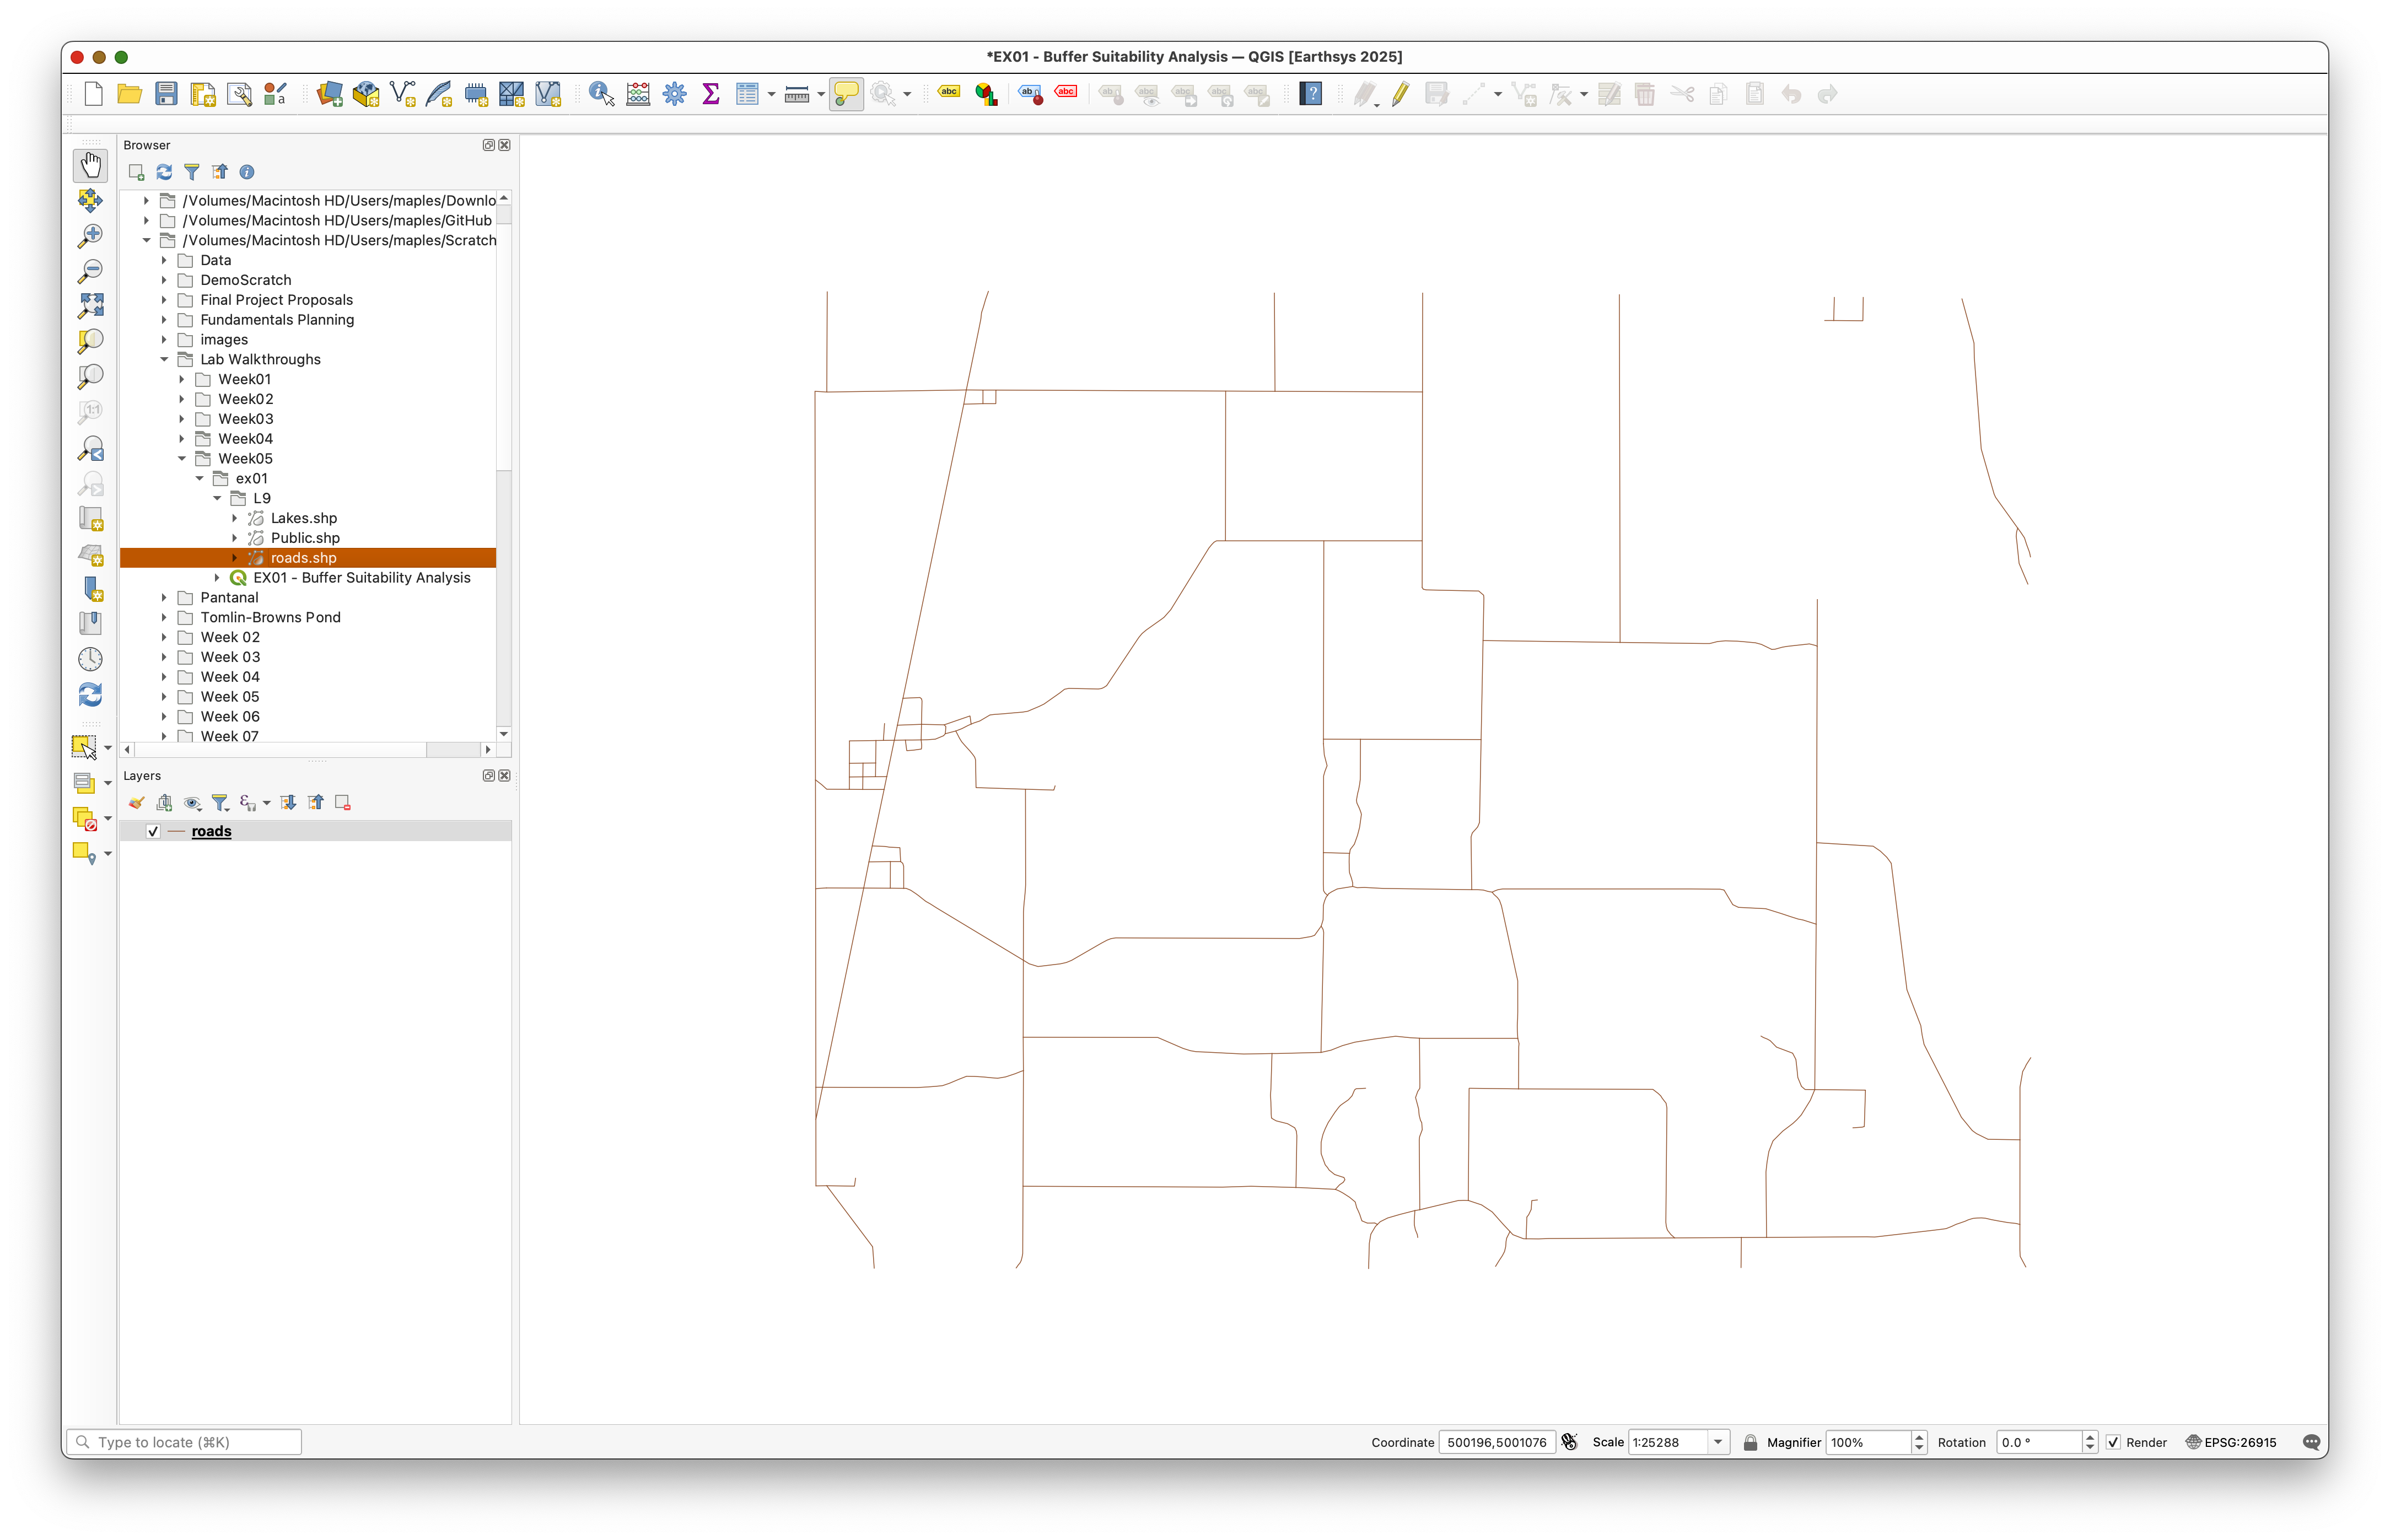 *EX01 - Buffer Suitability Analysis — QGIS [Earthsys 2025]
Browser
/Volumes/Macintosh HD/Users/maples/Downlo
/Volumes/Macintosh HD/Users/maples/GitHub
/Volumes/Macintosh HD/Users/maples/Scratch
Data
DemoScratch
Final Project Proposals
Fundamentals Planning
images
Lab Walkthroughs
Week01
Week02
Week03
Week04
Week05
ex01
L9
Lakes.shp
Public.shp
roads.shp
EX01 - Buffer Suitability Analysis
Pantanal
Tomlin-Browns Pond
Week 02
Week 03
Week 04
Week 05
Week 06
Week 07
Layers
roads
Type to locate (⌘K)
Coordinate 500196,5001076 Scale 1:25288 Magnifier 100% Rotation 0.0 ° Render EPSG:26915